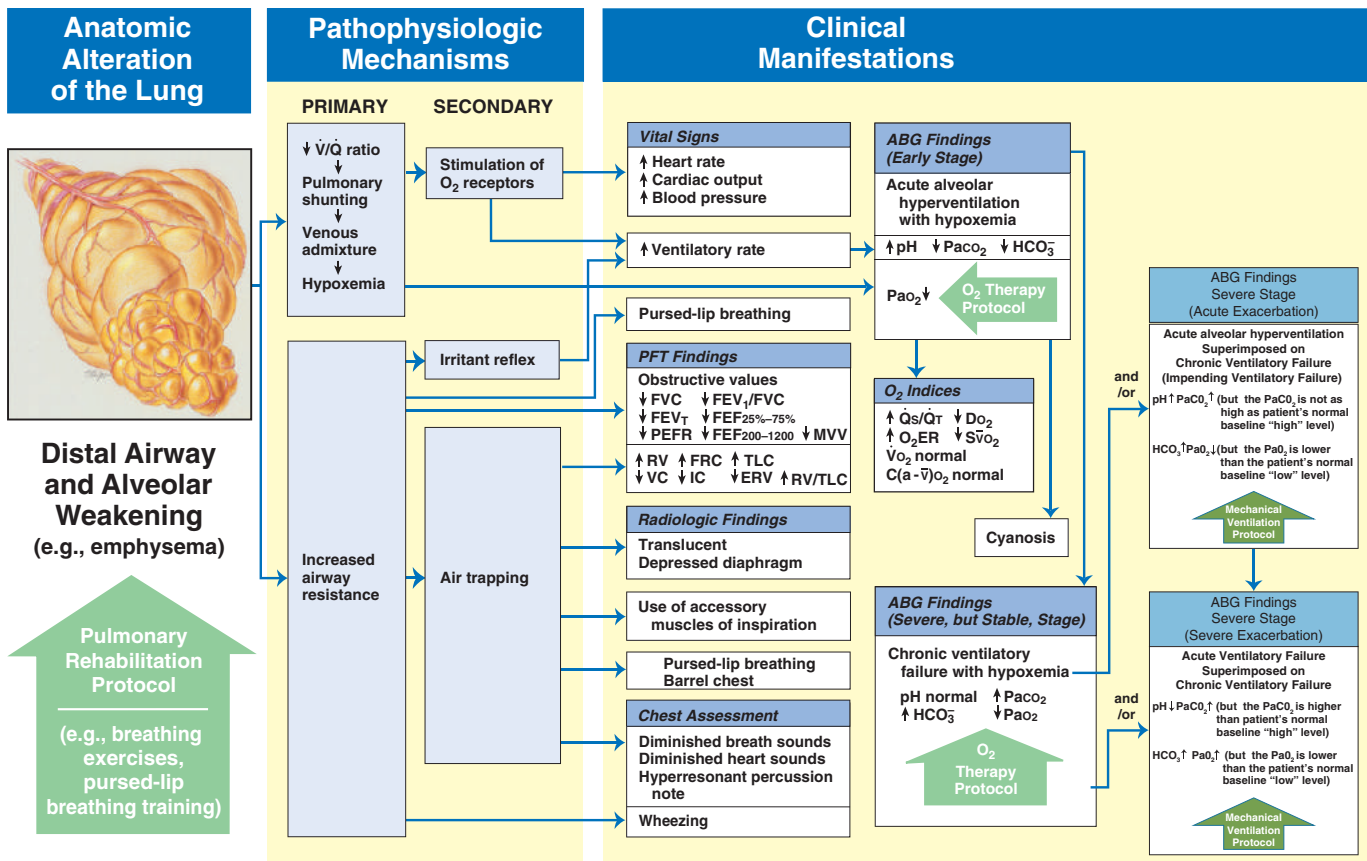 Anatomic
Alteration
of the Lung
Distal Airway
and Alveolar
Weakening
(e.g., emphysema)
Pulmonary
Rehabilitation
Protocol
(e.g., breathing
exercises,
pursed-lip
breathing training)
Pathophysiologic
Mechanisms
PRIMARY
SECONDARY
↓ V̇/Q̇ ratio
↓
Pulmonary
shunting
↓
Venous
admixture
↓
Hypoxemia
Stimulation of
O₂ receptors
Increased
airway
resistance
Irritant reflex
Air trapping
Clinical
Manifestations
Vital Signs
↑ Heart rate
↑ Cardiac output
↑ Blood pressure
↑ Ventilatory rate
Pursed-lip breathing
PFT Findings
Obstructive values
↓ FVC ↓ FEV₁/FVC
↓ FEVT ↓ FEF25%–75%
↓ PEFR ↓ FEF200–1200 ↓ MVV
↑ RV ↑ FRC ↑ TLC
↓ VC ↓ IC ↓ ERV ↑ RV/TLC
Radiologic Findings
Translucent
Depressed diaphragm
Use of accessory
muscles of inspiration
Pursed-lip breathing
Barrel chest
Chest Assessment
Diminished breath sounds
Diminished heart sounds
Hyperresonant percussion
note
Wheezing
ABG Findings
(Early Stage)
Acute alveolar
hyperventilation
with hypoxemia
↑ pH ↓ PaCO₂ ↓ HCO₃⁻
PaO₂↓
O₂ Therapy
Protocol
O₂ Indices
↑ Q̇S/Q̇T ↓ DO₂
↑ O₂ER ↓ Sv̄O₂
V̇O₂ normal
C(a - v̄)O₂ normal
Cyanosis
ABG Findings
(Severe, but Stable, Stage)
Chronic ventilatory
failure with hypoxemia
pH normal ↑ PaCO₂
↑ HCO₃⁻ ↓ PaO₂
O₂
Therapy
Protocol
and
/or
and
/or
ABG Findings
Severe Stage
(Acute Exacerbation)
Acute alveolar hyperventilation
Superimposed on
Chronic Ventilatory Failure
(Impending Ventilatory Failure)
pH↑ PaC0₂↑ (but the PaC0₂ is not as
high as patient's normal
baseline "high" level)
HCO₃↑Pa0₂↓(but the Pa0₂ is lower
than the patient's normal
baseline "low" level)
Mechanical
Ventilation
Protocol
ABG Findings
Severe Stage
(Severe Exacerbation)
Acute Ventilatory Failure
Superimposed on
Chronic Ventilatory Failure
pH↓PaC0₂↑ (but the PaC0₂ is higher
than patient's normal
baseline "high" level)
HCO₃↑ Pa0₂↑ (but the Pa0₂ is lower
than the patient's normal
baseline "low" level)
Mechanical
Ventilation
Protocol